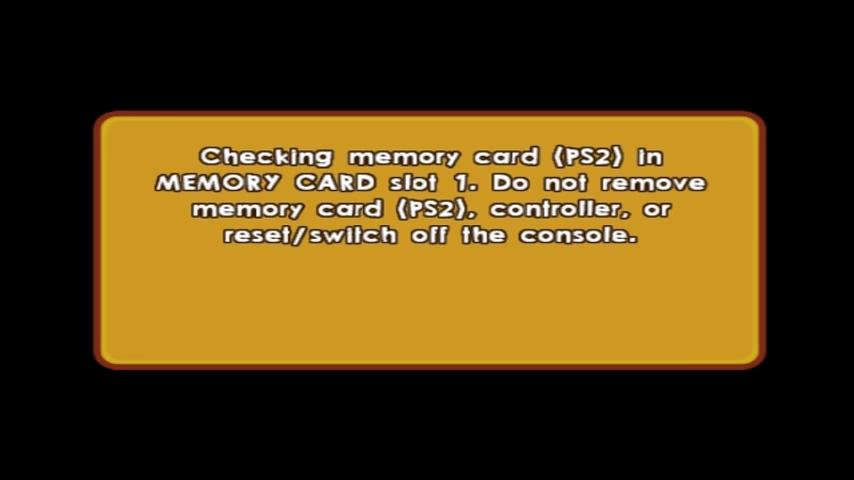 Checking memory card (PS2) in
MEMORY CARD slot 1. Do not remove
memory card (PS2), controller, or
reset/switch off the console.